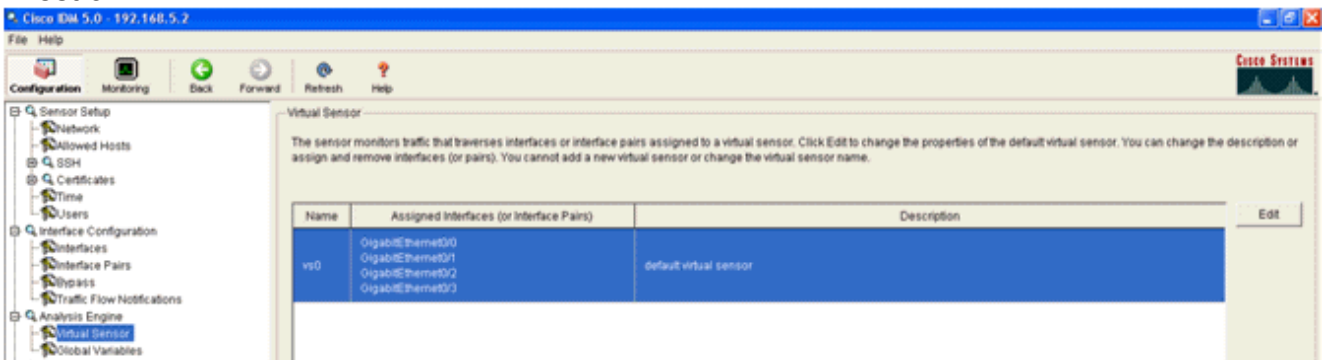 Cisco IDM 5.0 - 192.168.5.2
File Help
Configuration Monitoring Back Forward Refresh Help
CISCO SYSTEMS
Sensor Setup
Network
Allowed Hosts
SSH
Certificates
Time
Users
Interface Configuration
Interfaces
Interface Pairs
Bypass
Traffic Flow Notifications
Analysis Engine
Virtual Sensor
Global Variables
Virtual Sensor
The sensor monitors traffic that traverses interfaces or interface pairs assigned to a virtual sensor. Click Edit to change the properties of the default virtual sensor. You can change the description or
assign and remove interfaces (or pairs). You cannot add a new virtual sensor or change the virtual sensor name.
Name Assigned Interfaces (or Interface Pairs) Description Edit
GigabitEthernet0/0
GigabitEthernet0/1
vs0 default virtual sensor
GigabitEthernet0/2
GigabitEthernet0/3